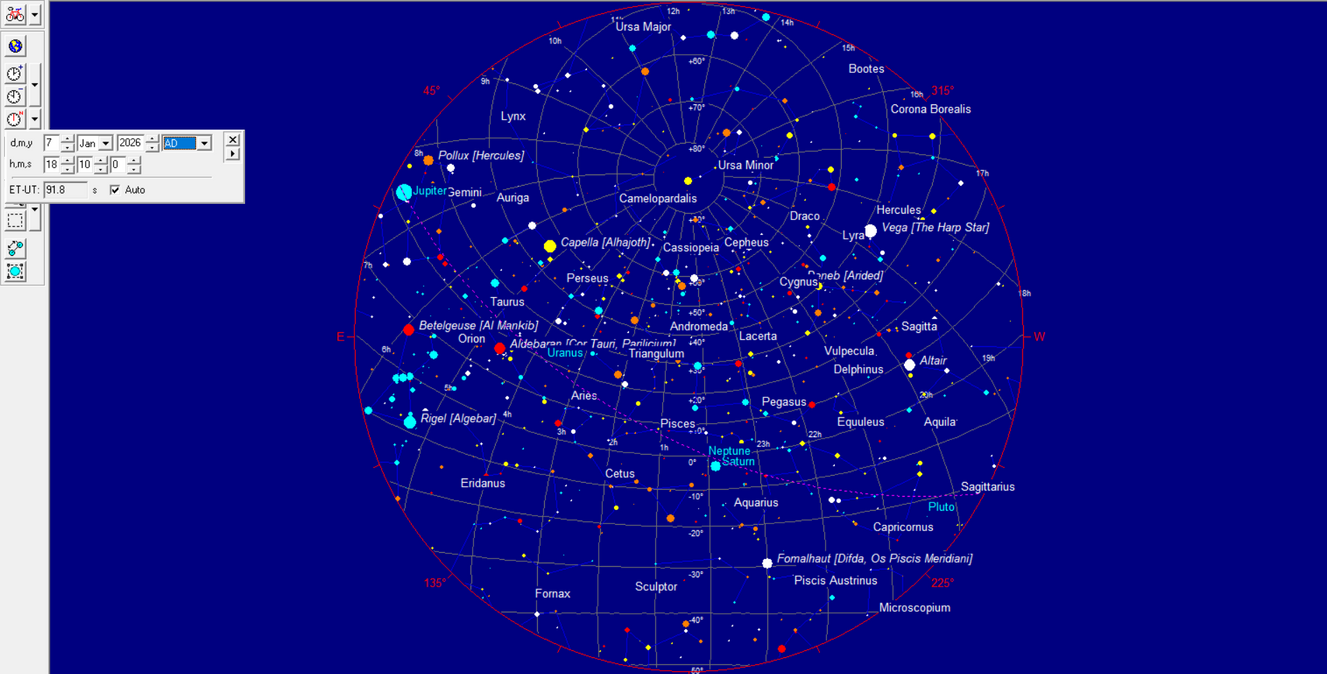 12h
13h
14h
11h
Ursa Major
10h
15h
+60°
Bootes
9h
45°
315°
16h
+70°
Corona Borealis
Lynx
d,m,y 7 Jan 2026 AD
+80°
8h
Pollux [Hercules]
h,m,s 18 10 0
Ursa Minor
17h
ET-UT: 91.8 s Auto
Jupiter
Gemini
Auriga
Camelopardalis
Draco
Hercules
Vega [The Harp Star]
Lyra
Capella [Alhajoth]
Cassiopeia
Cepheus
7h
Perseus
Deneb [Arided]
Cygnus
18h
Taurus
+50°
Betelgeuse [Al Mankib]
Andromeda
Sagitta
E
Orion
Lacerta
W
Aldebaran [Cor Tauri, Parilicium]
+40°
6h
Uranus
Triangulum
Vulpecula
19h
Altair
Delphinus
+30°
5h
Aries
+20°
20h
Pegasus
4h
Rigel [Algebar]
Pisces
+10°
Equuleus
Aquila
3h
2h
1h
23h
22h
Neptune
0°
Saturn
Cetus
Eridanus
Sagittarius
-10°
Aquarius
Pluto
-20°
Capricornus
Fomalhaut [Difda, Os Piscis Meridiani]
-30°
135°
Sculptor
Piscis Austrinus
225°
Fornax
Microscopium
-40°
-50°